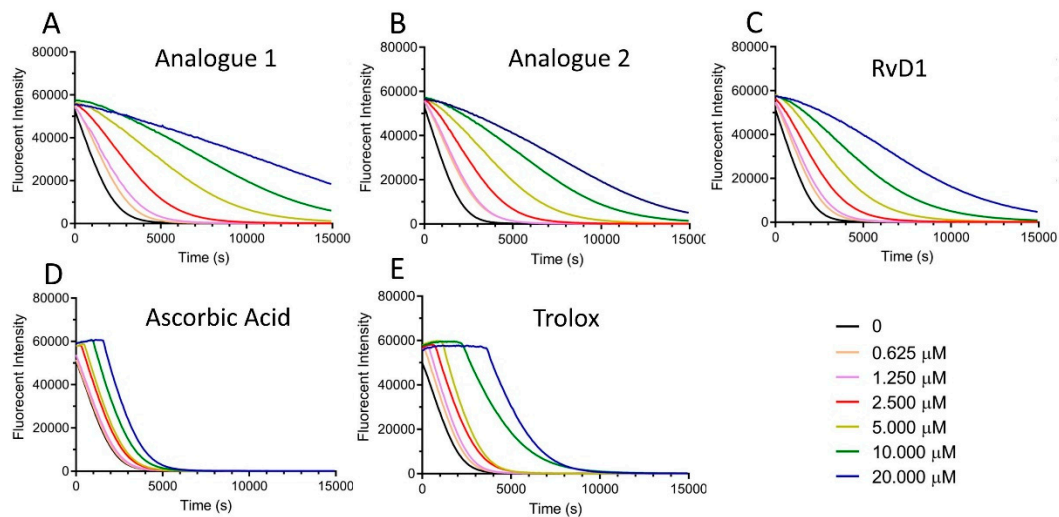 A
Analogue 1
80000
60000
40000
20000
0
Fluorecent Intensity
0
5000
10000
15000
Time (s)
B
Analogue 2
80000
60000
40000
20000
0
Fluorecent Intensity
0
5000
10000
15000
Time (s)
C
RvD1
80000
60000
40000
20000
0
Fluorecent Intensity
0
5000
10000
15000
Time (s)
D
Ascorbic Acid
80000
60000
40000
20000
0
Fluorecent Intensity
0
5000
10000
15000
Time (s)
E
Trolox
80000
60000
40000
20000
0
Fluorecent Intensity
0
5000
10000
15000
Time (s)
0
0.625 μM
1.250 μM
2.500 μM
5.000 μM
10.000 μM
20.000 μM